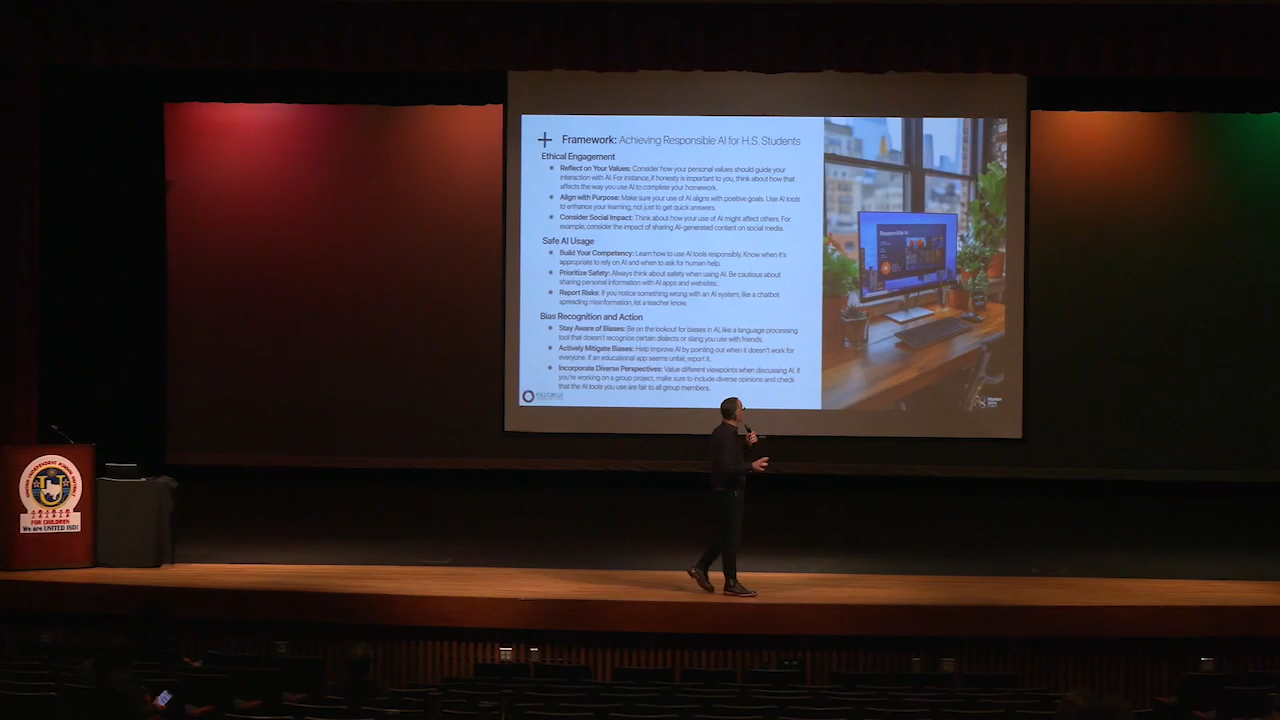 Framework: Achieving Responsible AI for H.S. Students
Ethical Engagement
Reflect on Your Values: Consider how your personal values should guide your
interaction with AI. For instance, if honesty is important to you, think about how that
affects the way you use AI to complete your homework.
Align with Purpose: Make sure your use of AI aligns with positive goals. Use AI tools
to enhance your learning, not just to get quick answers.
Consider Social Impact: Think about how your use of AI might affect others. For
example, consider the impact of sharing AI-generated content on social media.
Safe AI Usage
Build Your Competency: Learn how to use AI tools responsibly. Know when it's
appropriate to rely on AI and when to ask for human help.
Prioritize Safety: Always think about safety when using AI. Be cautious about
sharing personal information with AI apps and websites.
Report Risks: If you notice something wrong with an AI system, like a chatbot
spreading misinformation, let a teacher know.
Bias Recognition and Action
Stay Aware of Biases: Be on the lookout for biases in AI, like a language processing
tool that doesn't recognize certain dialects or slang you use with friends.
Actively Mitigate Biases: Help improve AI by pointing out when it doesn't work for
everyone. If an educational app seems unfair, report it.
Incorporate Diverse Perspectives: Value different viewpoints when discussing AI. If
you're working on a group project, make sure to include diverse opinions and check
that the AI tools you use are fair to all group members.
FULLCIRCLE
Responsible AI
Human
UNITED INDEPENDENT SCHOOL DISTRICT
U
FOR CHILDREN
We are UNITED ISD!